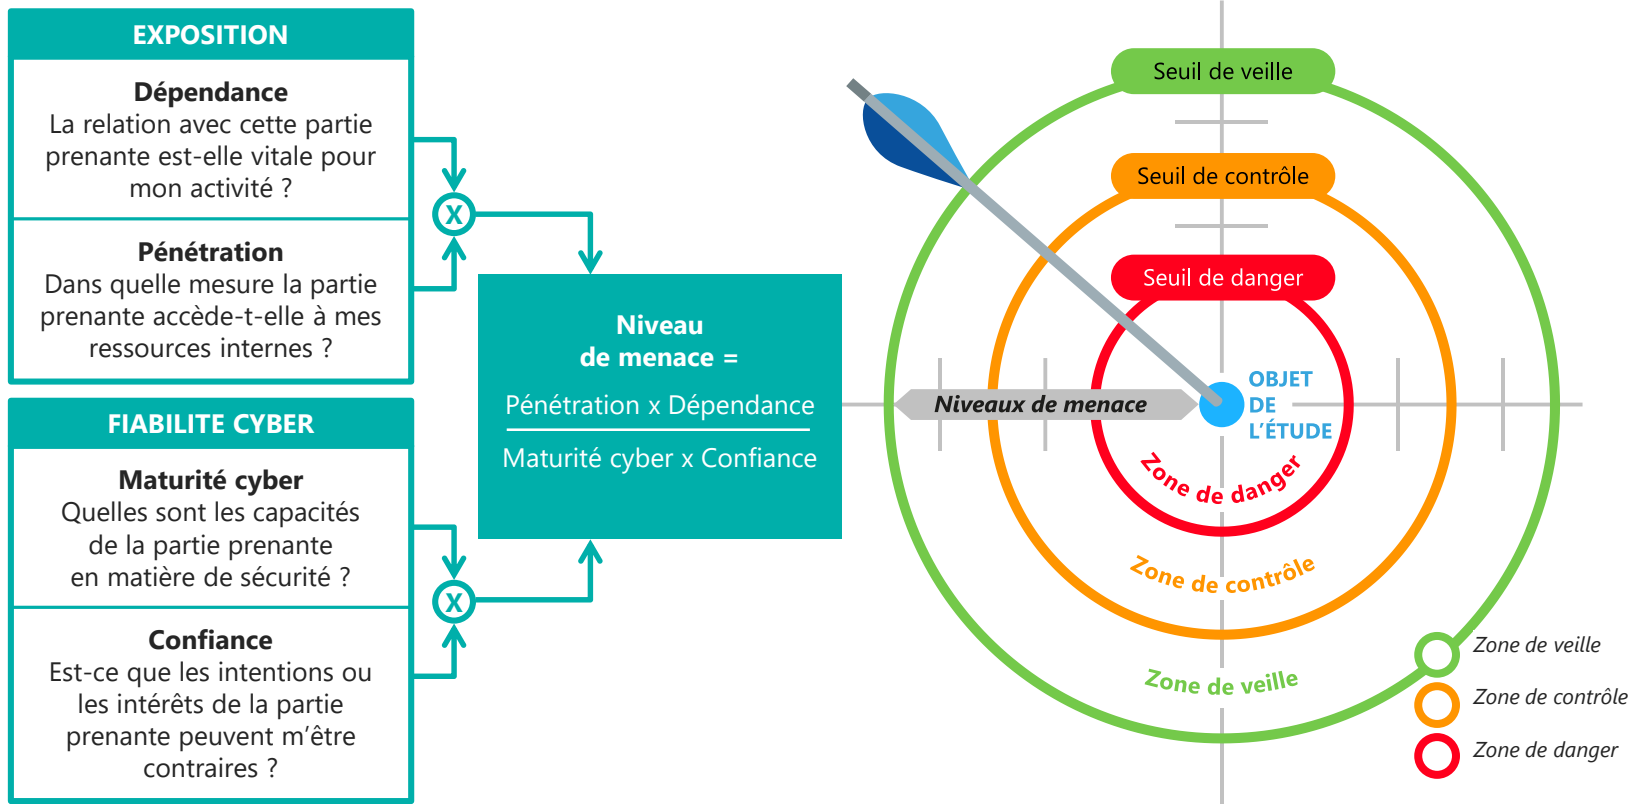 EXPOSITION
Dépendance
La relation avec cette partie
prenante est-elle vitale pour
mon activité ?
Pénétration
Dans quelle mesure la partie
prenante accède-t-elle à mes
ressources internes ?
FIABILITE CYBER
Maturité cyber
Quelles sont les capacités
de la partie prenante
en matière de sécurité ?
Confiance
Est-ce que les intentions ou
les intérêts de la partie
prenante peuvent m’être
contraires ?
X
X
Niveau
de menace =
Pénétration x Dépendance
Maturité cyber x Confiance
Seuil de veille
Seuil de contrôle
Seuil de danger
Niveaux de menace
OBJET
DE
L’ÉTUDE
Zone de danger
Zone de contrôle
Zone de veille
Zone de veille
Zone de contrôle
Zone de danger